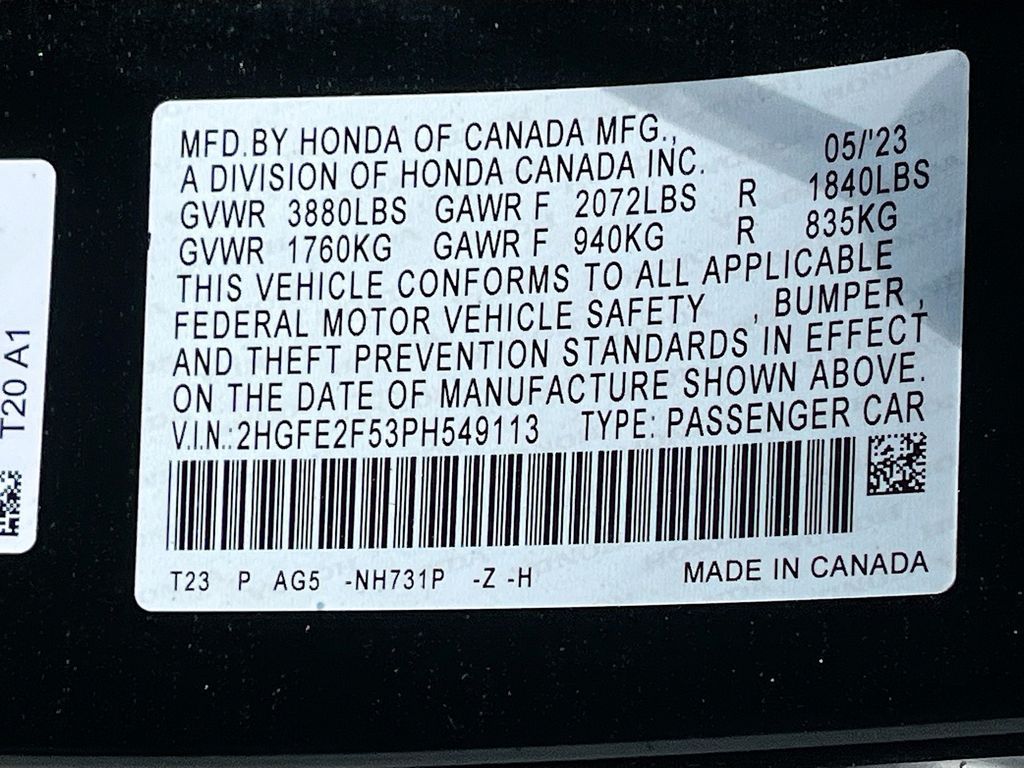 MFD.BY HONDA OF CANADA MFG.,
A DIVISION OF HONDA CANADA INC. 05/'23
GVWR 3880LBS GAWR F 2072LBS R 1840LBS
GVWR 1760KG GAWR F 940KG R 835KG
THIS VEHICLE CONFORMS TO ALL APPLICABLE
FEDERAL MOTOR VEHICLE SAFETY , BUMPER ,
AND THEFT PREVENTION STANDARDS IN EFFECT
ON THE DATE OF MANUFACTURE SHOWN ABOVE.
V.I.N.:2HGFE2F53PH549113 TYPE: PASSENGER CAR
T23 P AG5 -NH731P -Z -H MADE IN CANADA
T20 A1